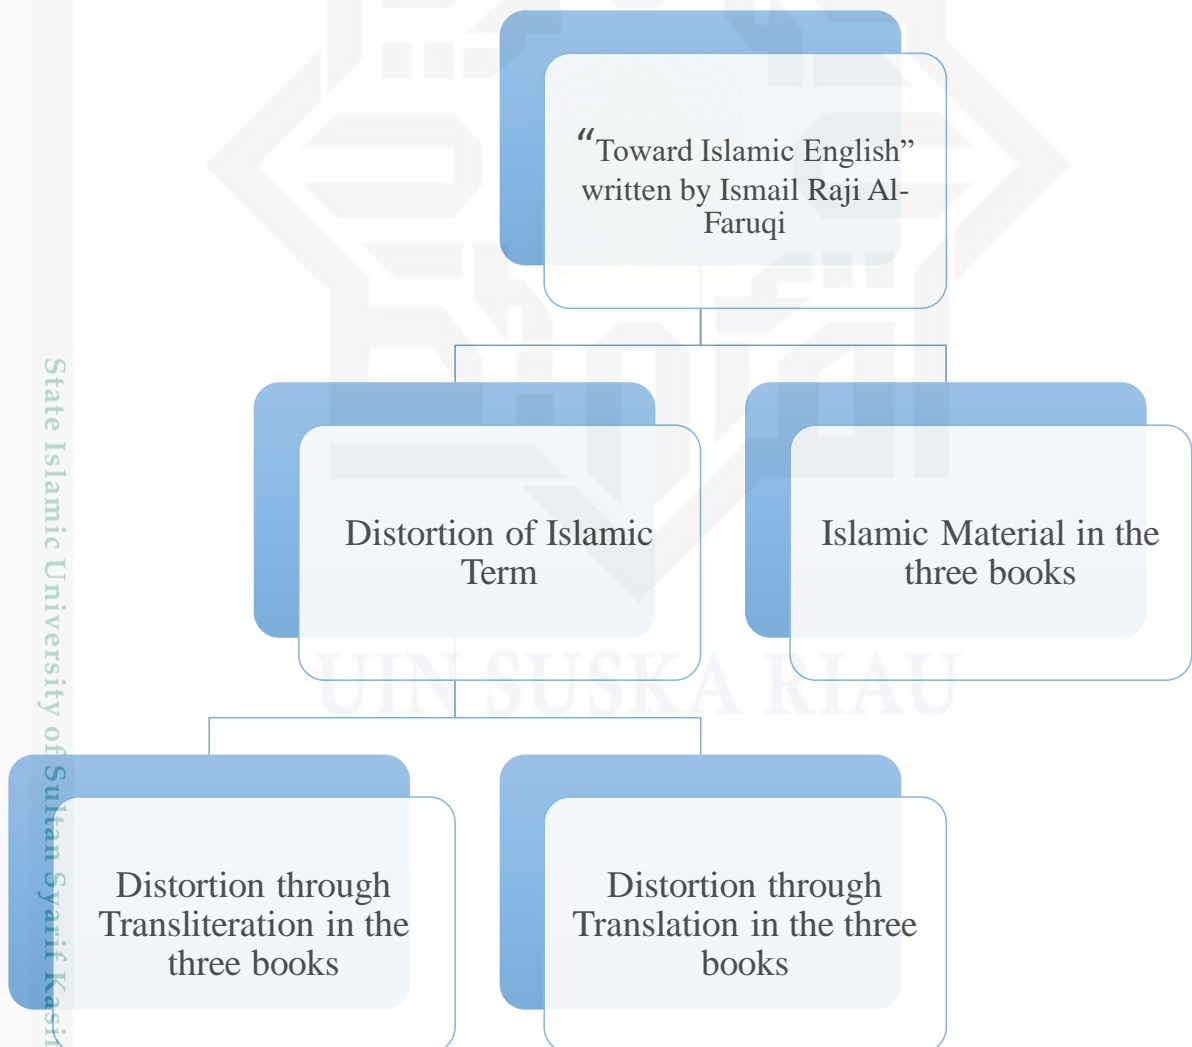 “Toward Islamic English”
written by Ismail Raji Al-
Faruqi
Distortion of Islamic
Term
Islamic Material in the
three books
UIN SUSKA RIAU
Distortion through
Transliteration in the
three books
Distortion through
Translation in the three
books
State Islamic University of Sultan Syarif